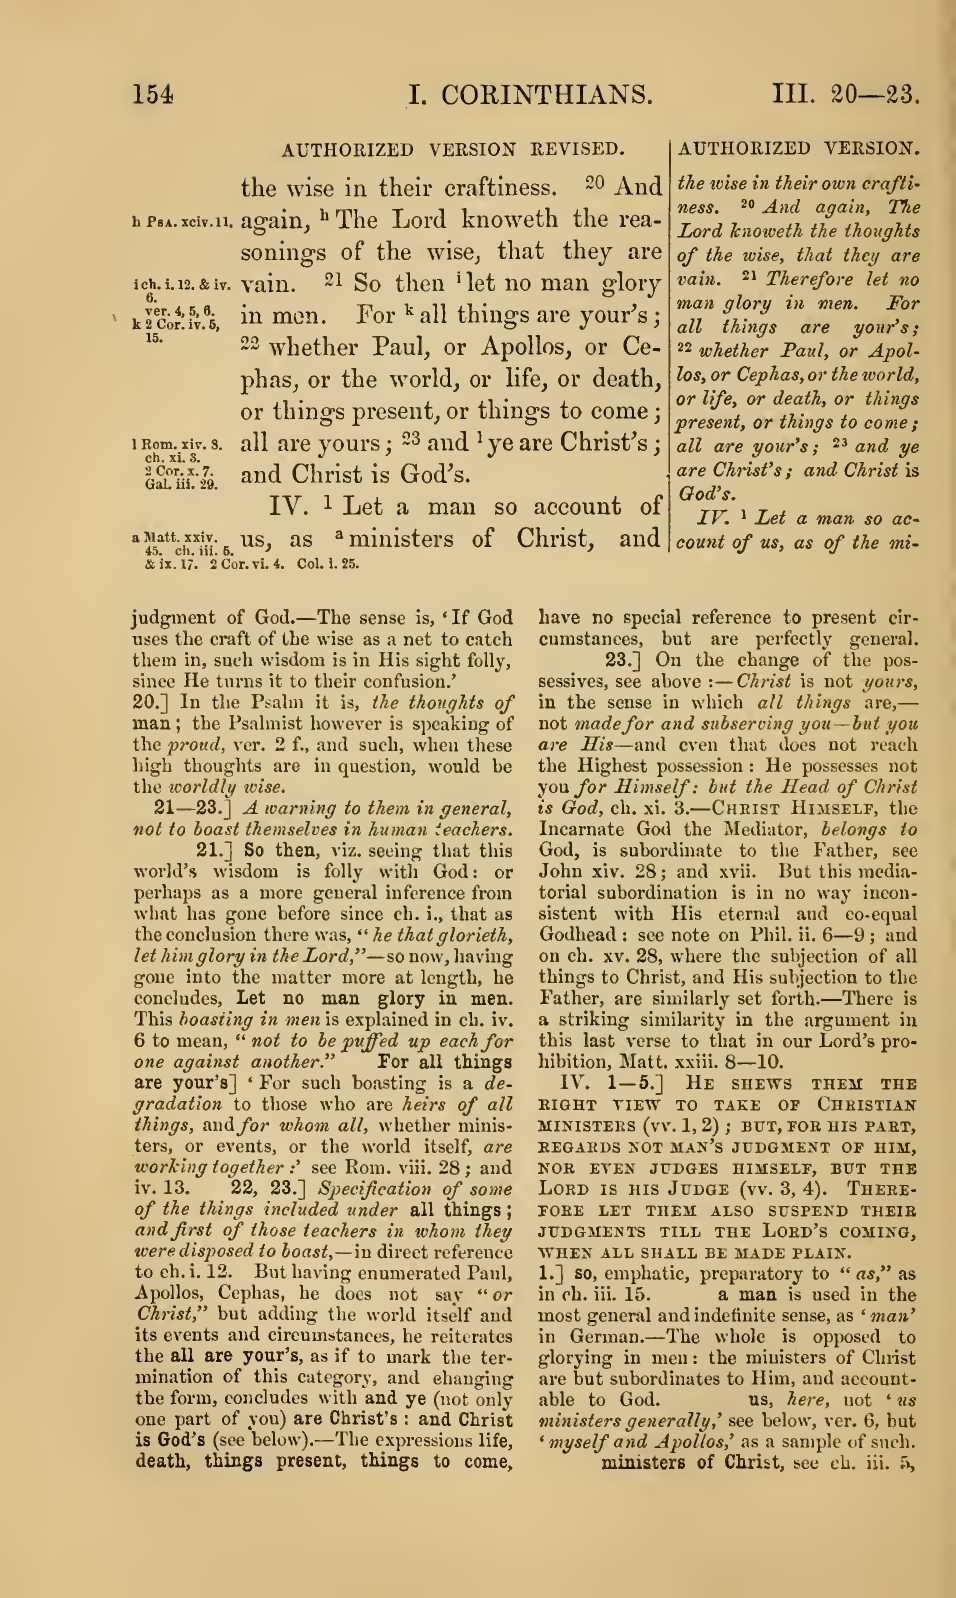 154 I. CORINTHIANS. III. 20—23.
AUTHORIZED VERSION REVISED.
the wise in their craftiness. 20 And
again, h The Lord knoweth the rea-
sonings of the wise, that they are
vain. 21 So then i let no man glory
in men. For k all things are your's;
22 whether Paul, or Apollos, or Ce-
phas, or the world, or life, or death,
or things present, or things to come;
all are yours; 23 and l ye are Christ's;
and Christ is God's.
IV. 1 Let a man so account of
us, as a ministers of Christ, and
h Psa. xciv. 11.
i ch. i. 12. & iv.
6.
ver. 4, 5, 6.
k 2 Cor. iv. 5,
15.
l Rom. xiv. 8.
ch. xi. 3.
2 Cor. x. 7.
Gal. iii. 29.
a Matt. xxiv.
45. ch. iii. 5.
& ix. 17. 2 Cor. vi. 4. Col. i. 25.
AUTHORIZED VERSION.
the wise in their own crafti-
ness. 20 And again, The
Lord knoweth the thoughts
of the wise, that they are
vain. 21 Therefore let no
man glory in men. For
all things are your's;
22 whether Paul, or Apol-
los, or Cephas, or the world,
or life, or death, or things
present, or things to come;
all are your's; 23 and ye
are Christ's; and Christ is
God's.
IV. 1 Let a man so ac-
count of us, as of the mi-
judgment of God.—The sense is, 'If God
uses the craft of the wise as a net to catch
them in, such wisdom is in His sight folly,
since He turns it to their confusion.'
20.] In the Psalm it is, the thoughts of
man; the Psalmist however is speaking of
the proud, ver. 2 f., and such, when these
high thoughts are in question, would be
the worldly wise.
21—23.] A warning to them in general,
not to boast themselves in human teachers.
21.] So then, viz. seeing that this
world's wisdom is folly with God: or
perhaps as a more general inference from
what has gone before since ch. i., that as
the conclusion there was, "he that glorieth,
let him glory in the Lord,"—so now, having
gone into the matter more at length, he
concludes, Let no man glory in men.
This boasting in men is explained in ch. iv.
6 to mean, "not to be puffed up each for
one against another." For all things
are your's] 'For such boasting is a de-
gradation to those who are heirs of all
things, and for whom all, whether minis-
ters, or events, or the world itself, are
working together:' see Rom. viii. 28; and
iv. 13. 22, 23.] Specification of some
of the things included under all things;
and first of those teachers in whom they
were disposed to boast,—in direct reference
to ch. i. 12. But having enumerated Paul,
Apollos, Cephas, he does not say "or
Christ," but adding the world itself and
its events and circumstances, he reiterates
the all are your's, as if to mark the ter-
mination of this category, and changing
the form, concludes with and ye (not only
one part of you) are Christ's: and Christ
is God's (see below).—The expressions life,
death, things present, things to come,
have no special reference to present cir-
cumstances, but are perfectly general.
23.] On the change of the pos-
sessives, see above:—Christ is not yours,
in the sense in which all things are,—
not made for and subserving you—but you
are His—and even that does not reach
the Highest possession: He possesses not
you for Himself: but the Head of Christ
is God, ch. xi. 3.—CHRIST HIMSELF, the
Incarnate God the Mediator, belongs to
God, is subordinate to the Father, see
John xiv. 28; and xvii. But this media-
torial subordination is in no way incon-
sistent with His eternal and co-equal
Godhead: see note on Phil. ii. 6—9; and
on ch. xv. 28, where the subjection of all
things to Christ, and His subjection to the
Father, are similarly set forth.—There is
a striking similarity in the argument in
this last verse to that in our Lord's pro-
hibition, Matt. xxiii. 8—10.
IV. 1—5.] HE SHEWS THEM THE
RIGHT VIEW TO TAKE OF CHRISTIAN
MINISTERS (vv. 1, 2); BUT, FOR HIS PART,
REGARDS NOT MAN'S JUDGMENT OF HIM,
NOR EVEN JUDGES HIMSELF, BUT THE
LORD IS HIS JUDGE (vv. 3, 4). THERE-
FORE LET THEM ALSO SUSPEND THEIR
JUDGMENTS TILL THE LORD'S COMING,
WHEN ALL SHALL BE MADE PLAIN.
1.] so, emphatic, preparatory to "as," as
in ch. iii. 15. a man is used in the
most general and indefinite sense, as 'man'
in German.—The whole is opposed to
glorying in men: the ministers of Christ
are but subordinates to Him, and account-
able to God. us, here, not 'us
ministers generally,' see below, ver. 6, but
'myself and Apollos,' as a sample of such.
ministers of Christ, see ch. iii. 5,